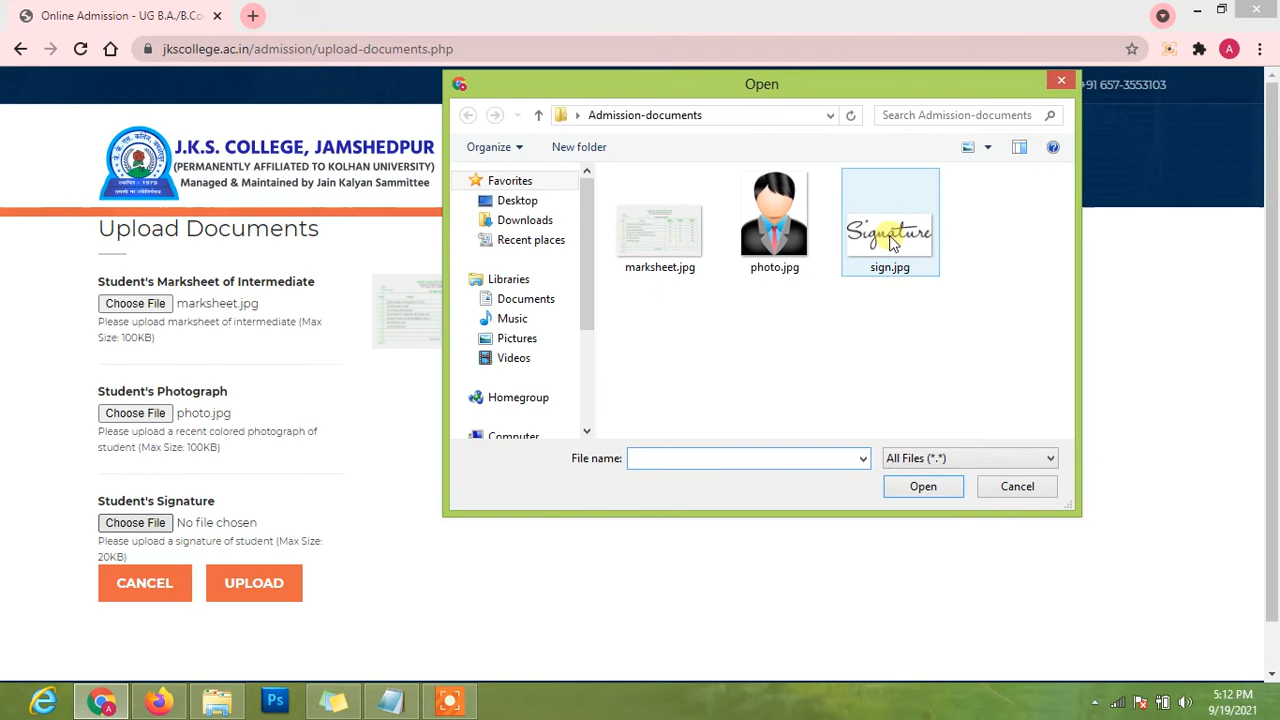 Online Admission - UG B.A./B.Co
jkscollege.ac.in/admission/upload-documents.php
A
+91 657-3553103
J.K.S. COLLEGE, JAMSHEDPUR
(PERMANENTLY AFFILIATED TO KOLHAN UNIVERSITY)
Managed & Maintained by Jain Kalyan Sammittee
Upload Documents
Student's Marksheet of Intermediate
Choose File marksheet.jpg
Please upload marksheet of intermediate (Max
Size: 100KB)
Student's Photograph
Choose File photo.jpg
Please upload a recent colored photograph of
student (Max Size: 100KB)
Student's Signature
Choose File No file chosen
Please upload a signature of student (Max Size:
20KB)
CANCEL UPLOAD
Open
Admission-documents
Search Admission-documents
Organize
New folder
Favorites
Desktop
Downloads
Recent places
Libraries
Documents
Music
Pictures
Videos
Homegroup
Computer
Signature
marksheet.jpg photo.jpg sign.jpg
File name:
All Files (*.*)
Open Cancel
Ps
5:12 PM
9/19/2021